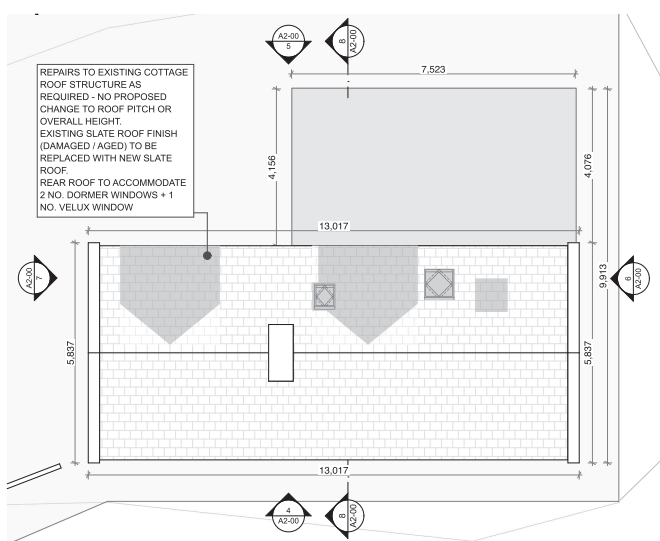 A2-00
5
8
A2-00
7,523
REPAIRS TO EXISTING COTTAGE
ROOF STRUCTURE AS
REQUIRED - NO PROPOSED
CHANGE TO ROOF PITCH OR
OVERALL HEIGHT.
EXISTING SLATE ROOF FINISH
(DAMAGED / AGED) TO BE
REPLACED WITH NEW SLATE
ROOF.
REAR ROOF TO ACCOMMODATE
2 NO. DORMER WINDOWS + 1
NO. VELUX WINDOW
4,156
4,076
13,017
A2-00
7
9,913
6
A2-00
5,837
5,837
13,017
4
A2-00
8
A2-00